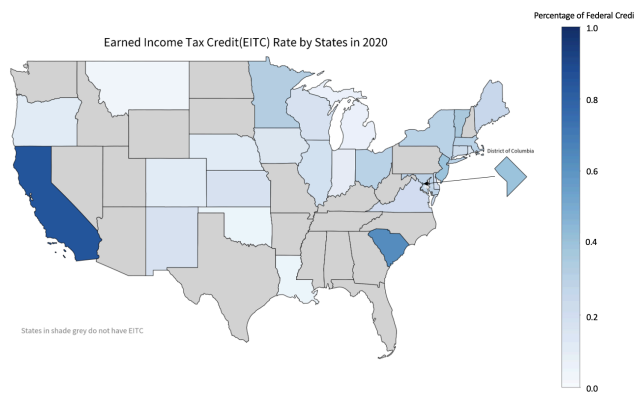 Percentage of Federal Credi
Earned Income Tax Credit(EITC) Rate by States in 2020
1.0
0.8
District of Columbia
0.6
0.4
0.2
States in shade grey do not have EITC
0.0